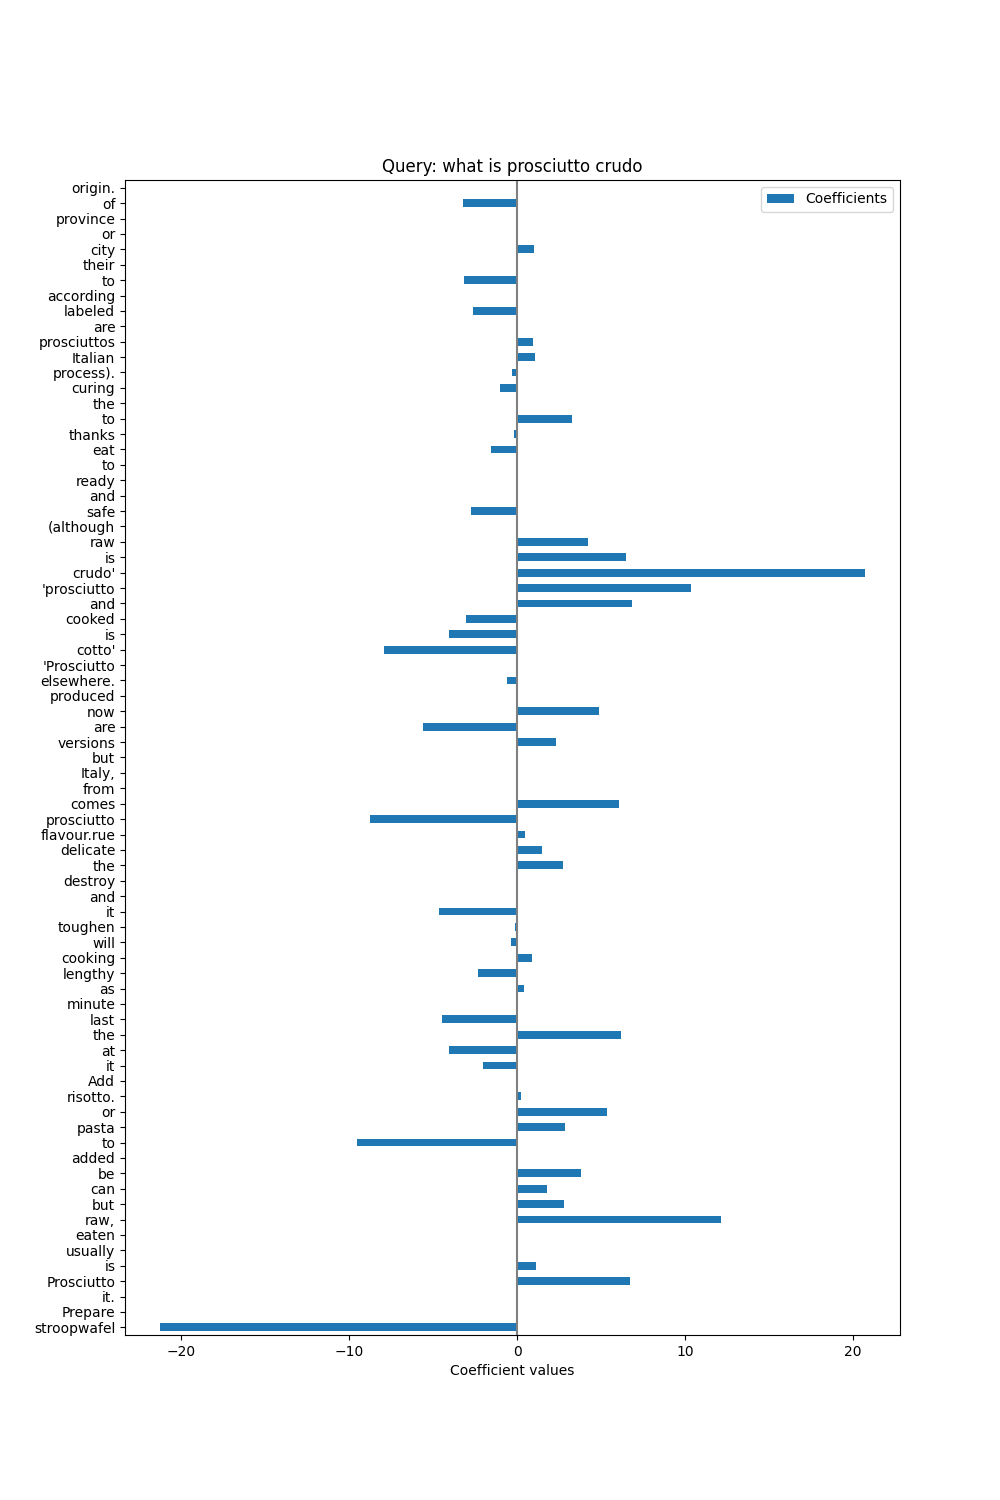 Query: what is prosciutto crudo
Coefficients
origin.
of
province
or
city
their
to
according
labeled
are
prosciuttos
Italian
process).
curing
the
to
thanks
eat
to
ready
and
safe
(although
raw
is
crudo'
'prosciutto
and
cooked
is
cotto'
'Prosciutto
elsewhere.
produced
now
are
versions
but
Italy,
from
comes
prosciutto
flavour.rue
delicate
the
destroy
and
it
toughen
will
cooking
lengthy
as
minute
last
the
at
it
Add
risotto.
or
pasta
to
added
be
can
but
raw,
eaten
usually
is
Prosciutto
it.
Prepare
stroopwafel
−20 −10 0 10 20
Coefficient values